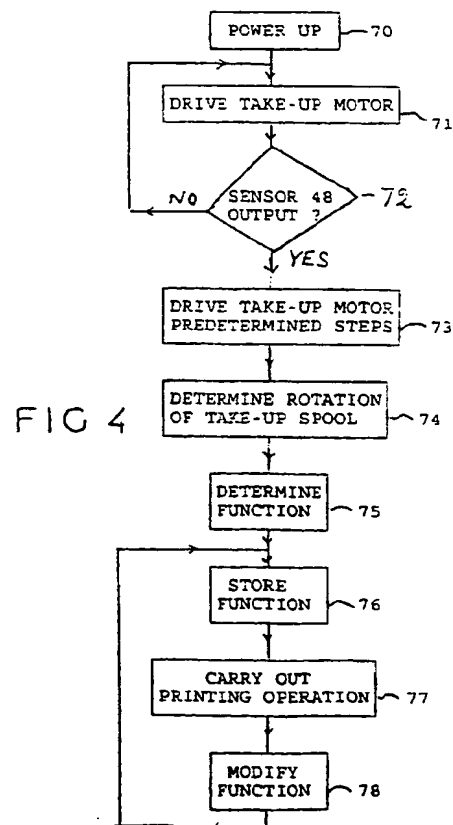 POWER UP
70
DRIVE TAKE-UP MOTOR
71
SENSOR 48
OUTPUT ?
72
NO
YES
DRIVE TAKE-UP MOTOR
PREDETERMINED STEPS
73
DETERMINE ROTATION
OF TAKE-UP SPOOL
74
FIG 4
DETERMINE
FUNCTION
75
STORE
FUNCTION
76
CARRY OUT
PRINTING OPERATION
77
MODIFY
FUNCTION
78